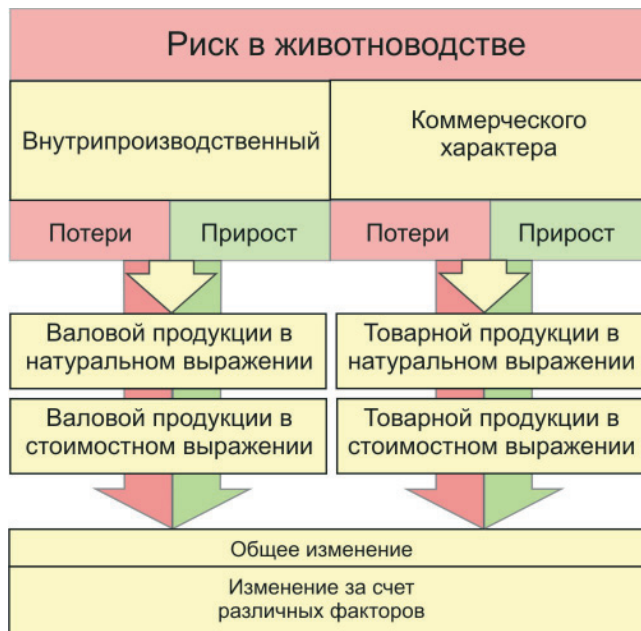 Риск в животноводстве
Внутрипроизводственный
Коммерческого
характера
Потери
Прирост
Потери
Прирост
Валовой продукции в
натуральном выражении
Товарной продукции в
натуральном выражении
Валовой продукции в
стоимостном выражении
Товарной продукции в
стоимостном выражении
Общее изменение
Изменение за счет
различных факторов